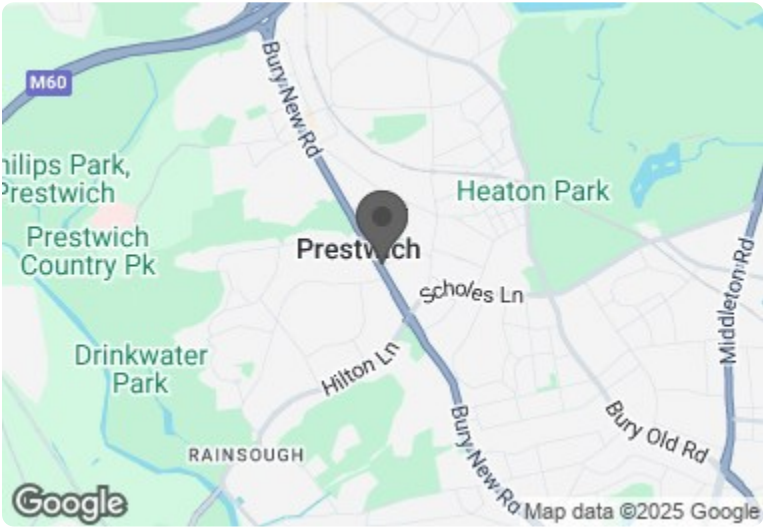 M60
Bury New Rd
hilips Park,
Prestwich
Heaton Park
Prestwich
Country Pk
Prestwich
Scholes Ln
Middleton Rd
Drinkwater
Park
Hilton Ln
Bury Old Rd
Bury New Rd
RAINSOUGH
Google
Map data ©2025 Google